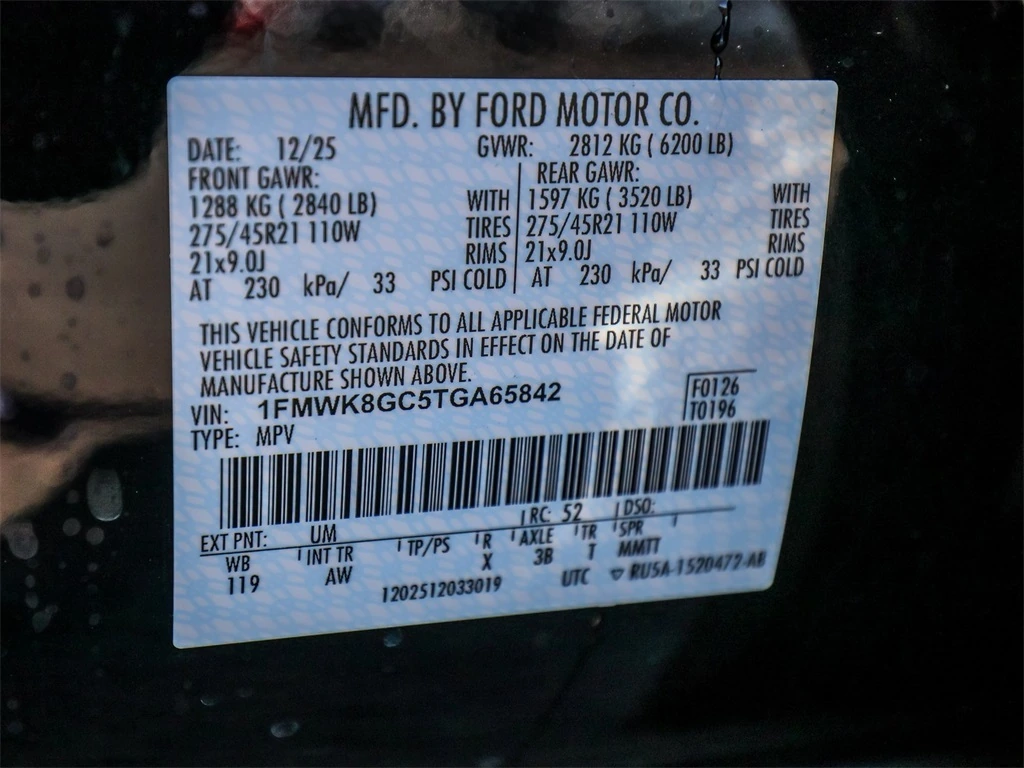 MFD. BY FORD MOTOR CO.
DATE: 12/25 GVWR: 2812 KG ( 6200 LB)
FRONT GAWR: REAR GAWR:
1288 KG ( 2840 LB) WITH 1597 KG ( 3520 LB) WITH
275/45R21 110W TIRES 275/45R21 110W TIRES
21x9.0J RIMS 21x9.0J RIMS
AT 230 kPa/ 33 PSI COLD AT 230 kPa/ 33 PSI COLD
THIS VEHICLE CONFORMS TO ALL APPLICABLE FEDERAL MOTOR
VEHICLE SAFETY STANDARDS IN EFFECT ON THE DATE OF
MANUFACTURE SHOWN ABOVE.
VIN: 1FMWK8GC5TGA65842 F0126
TYPE: MPV T0196
EXT PNT: UM RC: 52 DSO:
WB INT TR TP/PS R AXLE TR SPR
119 AW X 3B T MMTT
1202512033019 UTC ▽ RU5A-1520472-AB